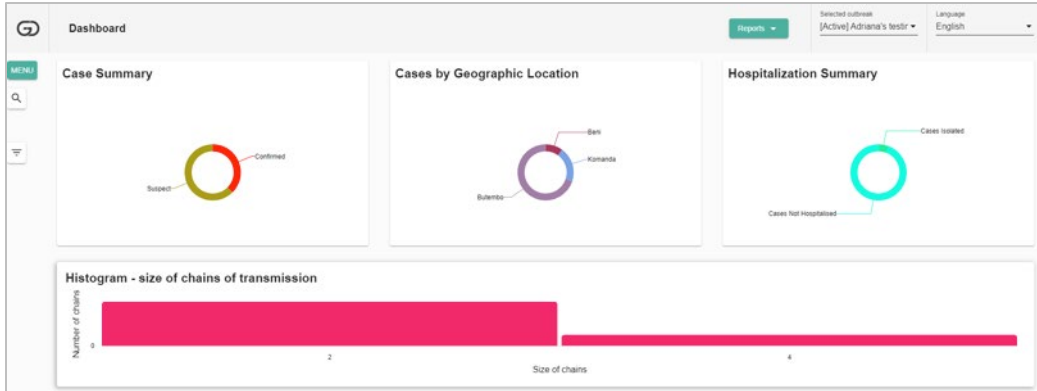 Dashboard
Reports
Selected outbreak
[Active] Adriana's testir
Language
English
MENU
Case Summary
Confirmed
Suspect
Cases by Geographic Location
Beni
Komanda
Butembo
Hospitalization Summary
Cases Isolated
Cases Not Hospitalised
Histogram - size of chains of transmission
Number of chains
0
2
4
Size of chains